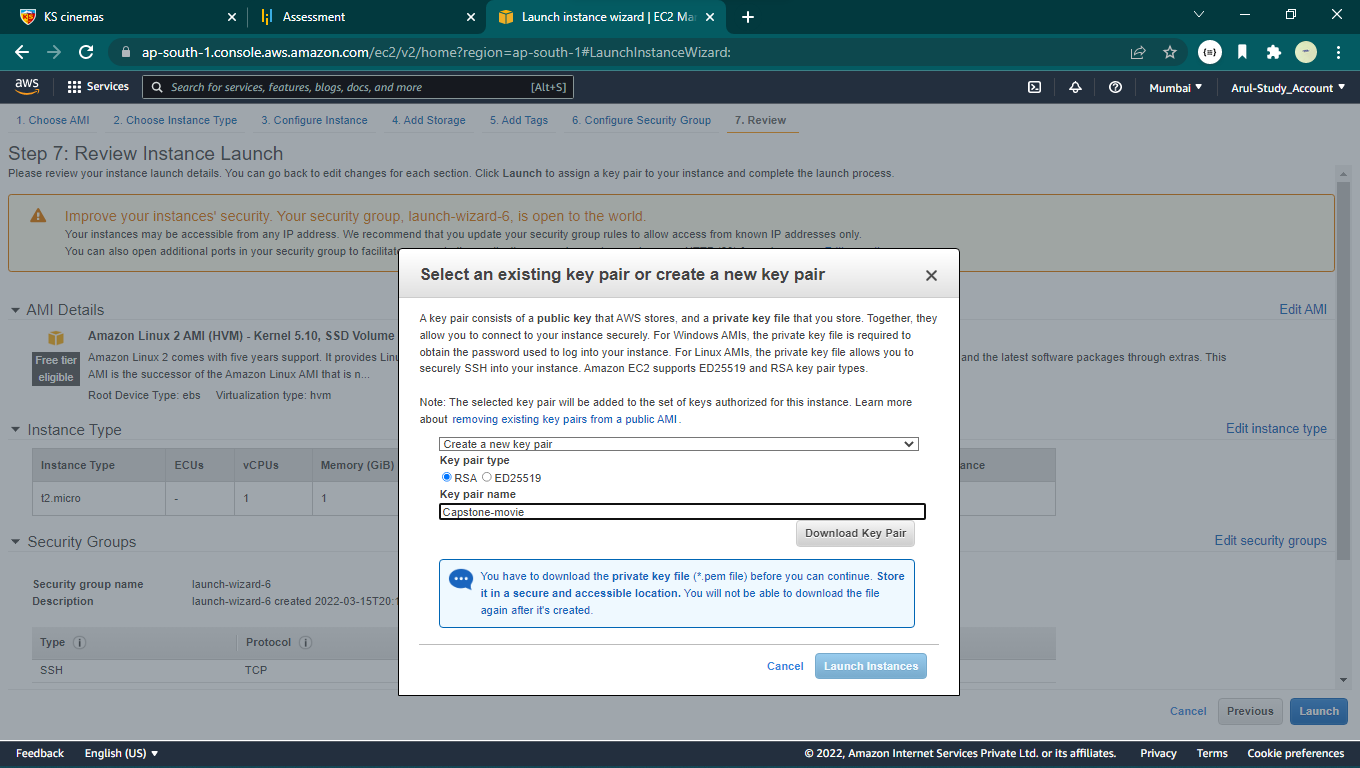 KS cinemas
Assessment
Launch instance wizard | EC2 Ma
ap-south-1.console.aws.amazon.com/ec2/v2/home?region=ap-south-1#LaunchInstanceWizard:
aws
Services
Search for services, features, blogs, docs, and more
[Alt+S]
Mumbai
Arul-Study_Account
1. Choose AMI
2. Choose Instance Type
3. Configure Instance
4. Add Storage
5. Add Tags
6. Configure Security Group
7. Review
Step 7: Review Instance Launch
Please review your instance launch details. You can go back to edit changes for each section. Click Launch to assign a key pair to your instance and complete the launch process.
Improve your instances' security. Your security group, launch-wizard-6, is open to the world.
Your instances may be accessible from any IP address. We recommend that you update your security group rules to allow access from known IP addresses only.
You can also open additional ports in your security group to facilitate
AMI Details
Edit AMI
Amazon Linux 2 AMI (HVM) - Kernel 5.10, SSD Volume
Free tier
eligible
Amazon Linux 2 comes with five years support. It provides Linu
and the latest software packages through extras. This
AMI is the successor of the Amazon Linux AMI that is n...
Root Device Type: ebs Virtualization type: hvm
Instance Type
Edit instance type
Instance Type
ECUs
vCPUs
Memory (GiB)
ance
t2.micro
-
1
1
Security Groups
Edit security groups
Security group name
launch-wizard-6
Description
launch-wizard-6 created 2022-03-15T20:1
Type
Protocol
SSH
TCP
Select an existing key pair or create a new key pair
A key pair consists of a public key that AWS stores, and a private key file that you store. Together, they
allow you to connect to your instance securely. For Windows AMIs, the private key file is required to
obtain the password used to log into your instance. For Linux AMIs, the private key file allows you to
securely SSH into your instance. Amazon EC2 supports ED25519 and RSA key pair types.
Note: The selected key pair will be added to the set of keys authorized for this instance. Learn more
about removing existing key pairs from a public AMI .
Create a new key pair
Key pair type
RSA
ED25519
Key pair name
Capstone-movie
Download Key Pair
You have to download the private key file (*.pem file) before you can continue. Store
it in a secure and accessible location. You will not be able to download the file
again after it's created.
Cancel
Launch Instances
Cancel
Previous
Launch
Feedback
English (US)
© 2022, Amazon Internet Services Private Ltd. or its affiliates.
Privacy
Terms
Cookie preferences